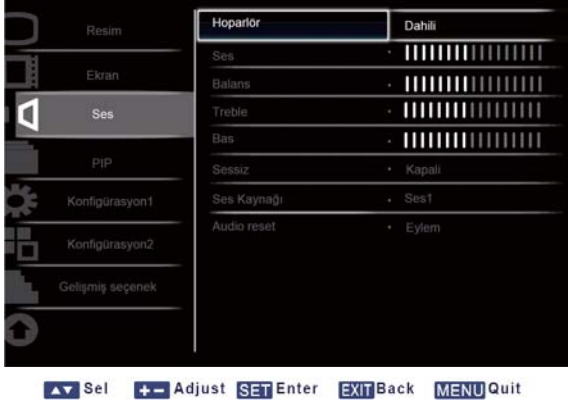 Resim
Ekran
Ses
PIP
Konfigürasyon1
Konfigürasyon2
Gelişmiş seçenek
Hoparlör Dahili
Ses
Balans
Treble
Bas
Sessiz Kapali
Ses Kaynağı Ses1
Audio reset Eylem
Sel Adjust SET Enter EXIT Back MENU Quit